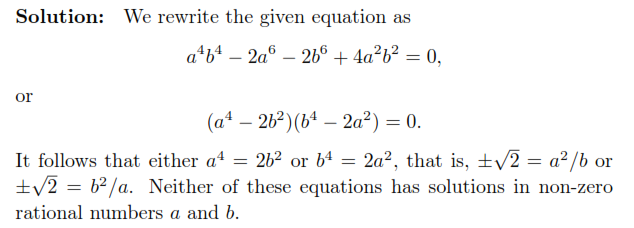 Solution: We rewrite the given equation as
a⁴b⁴ − 2a⁶ − 2b⁶ + 4a²b² = 0,
or
(a⁴ − 2b²)(b⁴ − 2a²) = 0.
It follows that either a⁴ = 2b² or b⁴ = 2a², that is, ±√2 = a²/b or
±√2 = b²/a. Neither of these equations has solutions in non-zero
rational numbers a and b.